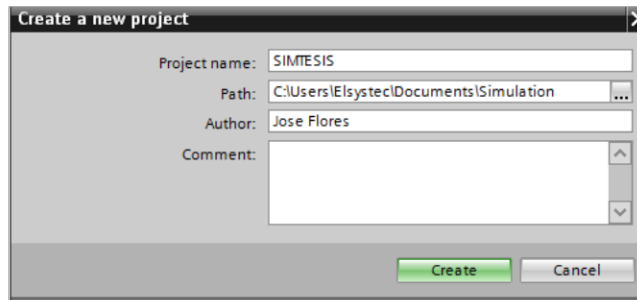 Create a new project
Project name: SIMTESIS
Path: C:\Users\Elsystec\Documents\Simulation ...
Author: Jose Flores
Comment:
Create Cancel